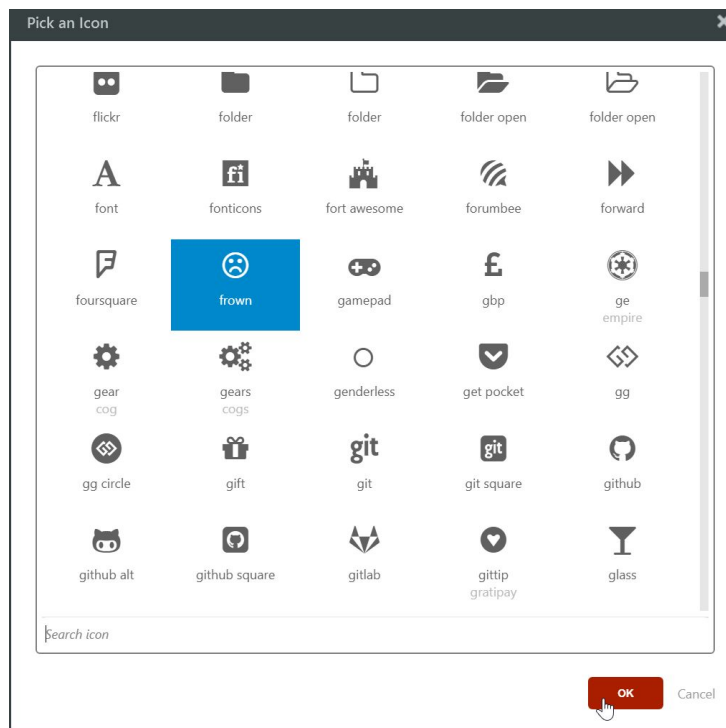 Pick an Icon
flickr folder folder folder open folder open
font fonticons fort awesome forumbee forward
foursquare frown gamepad gbp ge
empire
gear gears genderless get pocket gg
cog cogs
gg circle gift git git square github
github alt github square gitlab gittip glass
gratipay
Search icon
OK Cancel